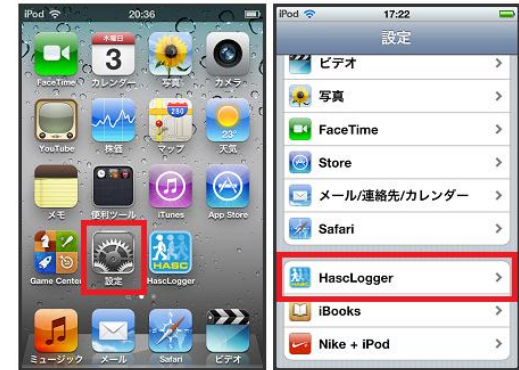 iPod 20:36
水曜日
3
FaceTime カレンダー 写真 カメラ
280
23°
YouTube 株価 マップ 天気
メモ 便利ツール iTunes App Store
HASC
Game Center 設定 HascLogger
ミュージック メール Safari ビデオ
iPod 17:22
設定
ビデオ
写真
FaceTime
Store
メール/連絡先/カレンダー
Safari
HascLogger
iBooks
Nike + iPod